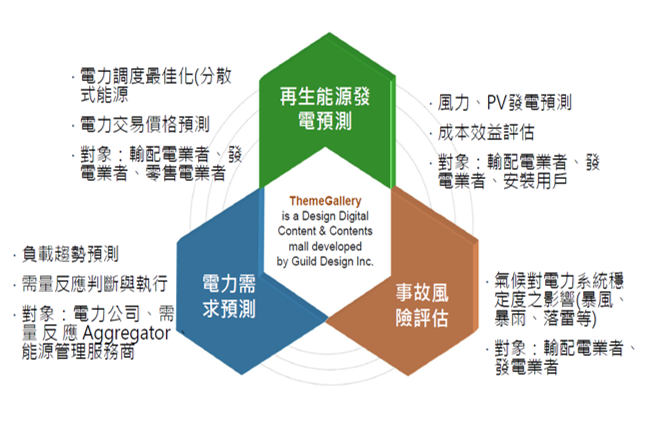 · 電力調度最佳化(分散
式能源
· 電力交易價格預測
· 對象：輸配電業者、發
電業者、零售電業者
再生能源發
電預測
· 風力、PV發電預測
· 成本效益評估
· 對象：輸配電業者、發
電業者、安裝用戶
ThemeGallery
is a Design Digital
Content & Contents
mall developed
by Guild Design Inc.
· 負載趨勢預測
· 需量反應判斷與執行
· 對象：電力公司、需
量反應 Aggregator
能源管理服務商
電力需
求預測
事故風
險評估
· 氣候對電力系統穩
定度之影響(暴風、
暴雨、落雷等)
· 對象：輸配電業者、
發電業者